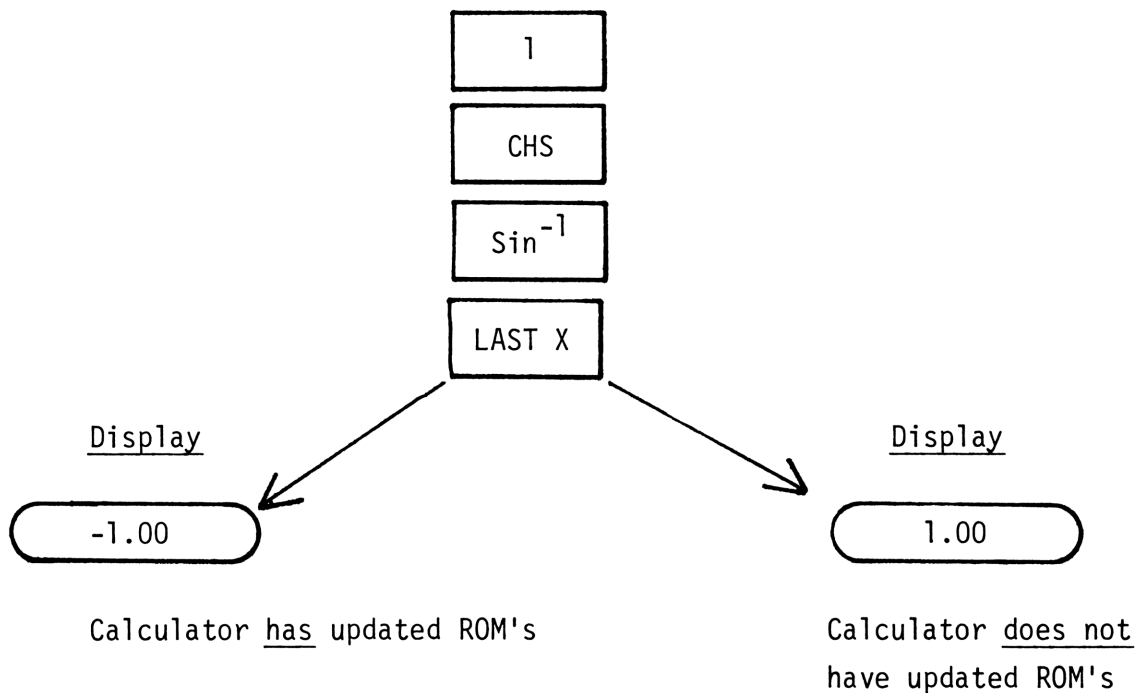 1
CHS
Sin⁻¹
LAST X
Display
-1.00
Calculator has updated ROM's
Display
1.00
Calculator does not
have updated ROM's